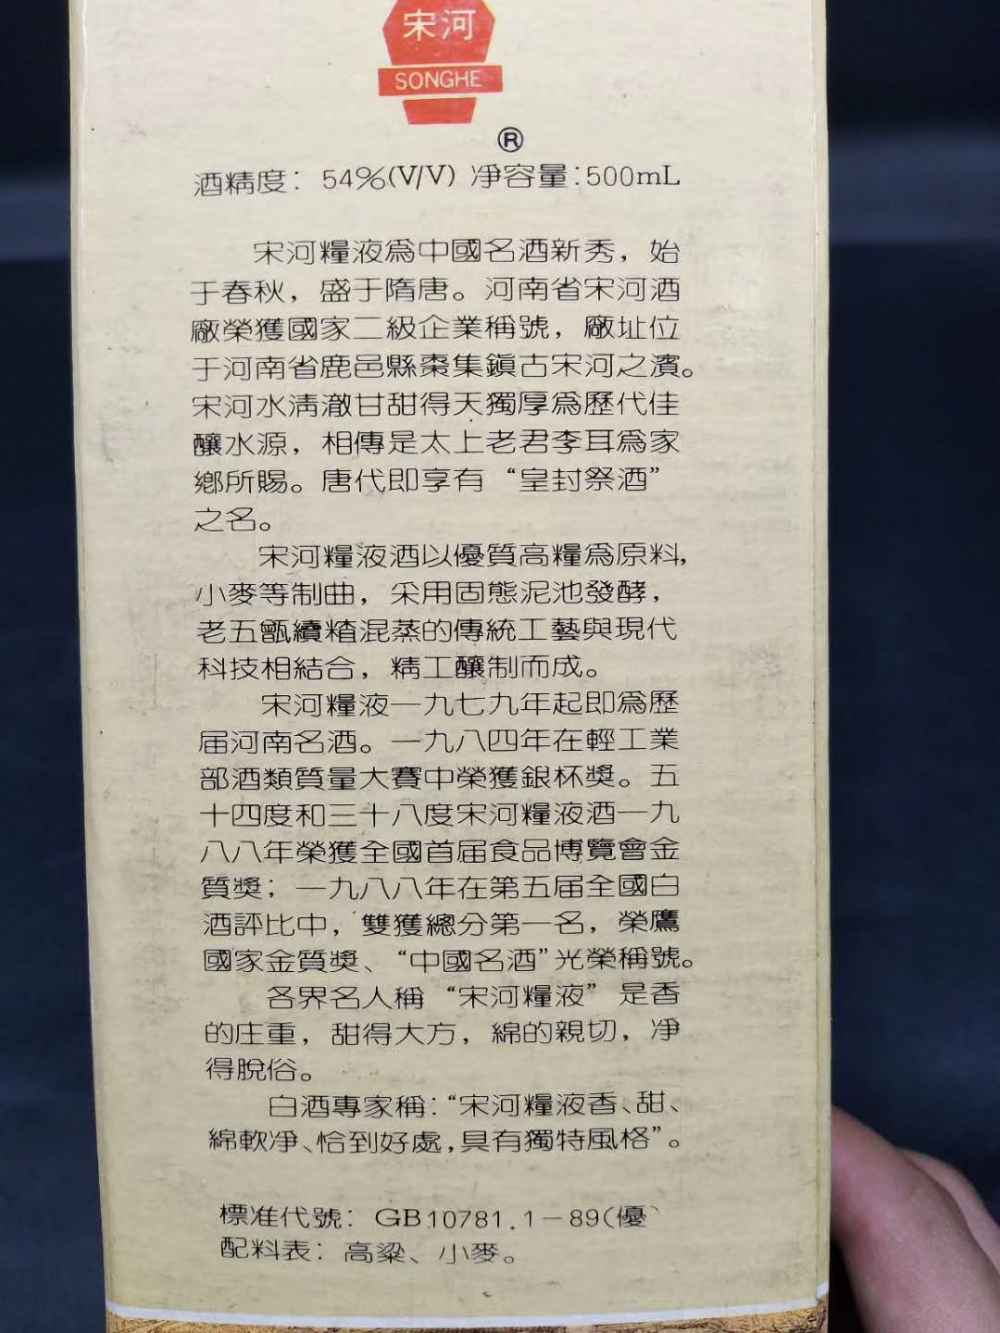 宋河
SONGHE
®
酒精度：54%(V/V) 净容量:500mL
宋河糧液爲中國名酒新秀，始
于春秋，盛于隋唐。河南省宋河酒
廠榮獲國家二級企業稱號，廠址位
于河南省鹿邑縣棗集鎮古宋河之濱。
宋河水清澈甘甜得天獨厚爲歷代佳
釀水源，相傳是太上老君李耳爲家
鄉所賜。唐代即享有“皇封祭酒”
之名。
宋河糧液酒以優質高糧爲原料，
小麥等制曲，采用固態泥池發酵，
老五甑續𥻗混蒸的傳統工藝與現代
科技相結合，精工釀制而成。
宋河糧液一九七九年起即爲歷
届河南名酒。一九八四年在輕工業
部酒類質量大賽中榮獲銀杯獎。五
十四度和三十八度宋河糧液酒一九
八八年榮獲全國首届食品博覽會金
質獎；一九八八年在第五届全國白
酒評比中，雙獲總分第一名，榮鷹
國家金質獎、“中國名酒”光榮稱號。
各界名人稱“宋河糧液”是香
的庄重，甜得大方，綿的親切，净
得脫俗。
白酒專家稱：“宋河糧液香、甜、
綿軟净、恰到好處，具有獨特風格”。
標准代號：GB10781.1－89(優
配料表：高粱、小麥。